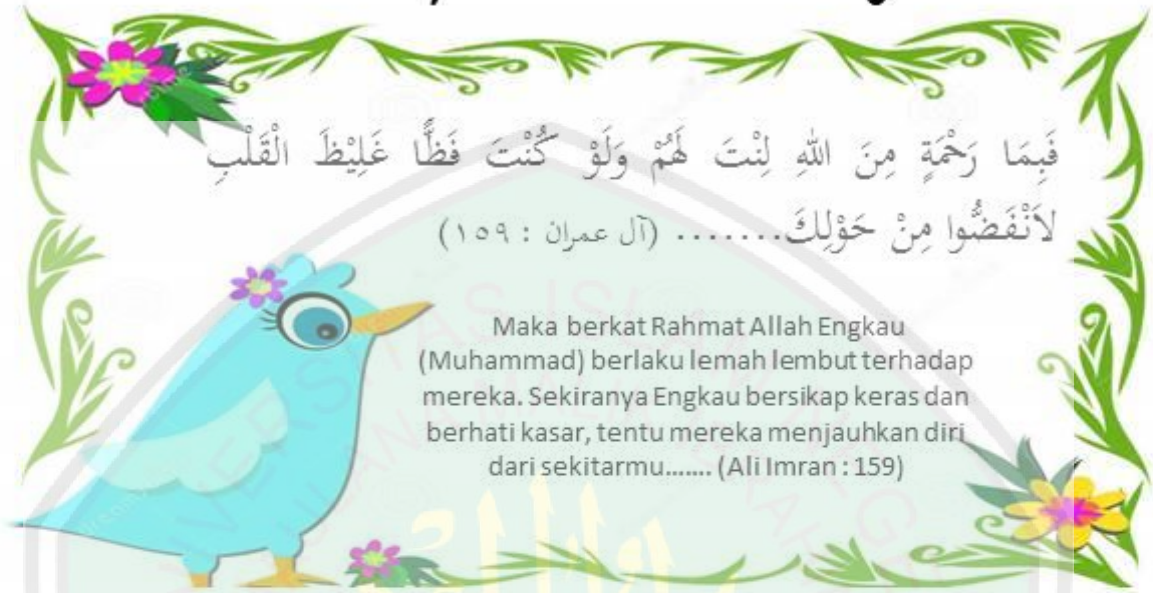 فَبِمَا رَحْمَةٍ مِنَ اللهِ لِنْتَ لَهُمْ وَلَوْ كُنْتَ فَظًّا غَلِيْظَ الْقَلْبِ
لاَنْفَضُّوا مِنْ حَوْلِكَ....... (آل عمران : ١٥٩)
Maka berkat Rahmat Allah Engkau
(Muhammad) berlaku lemah lembut terhadap
mereka. Sekiranya Engkau bersikap keras dan
berhati kasar, tentu mereka menjauhkan diri
dari sekitarmu....... (Ali Imran : 159)